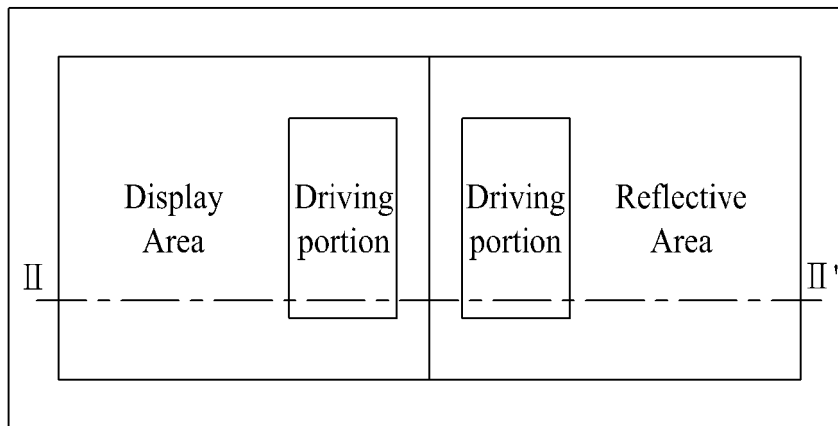 Display
Area
Driving
portion
Driving
portion
Reflective
Area
II
II'